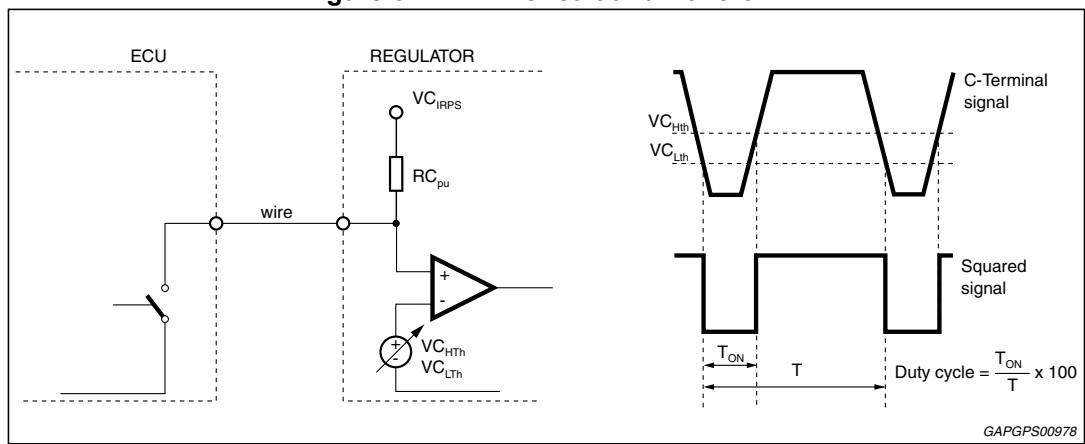 ECU
REGULATOR
VC_IRPS
RC_pu
wire
+
-
+
-
VC_HTh
VC_LTh
C-Terminal
signal
VC_Hth
VC_Lth
Squared
signal
T_ON
T
Duty cycle = T_ON / T x 100
GAPGPS00978